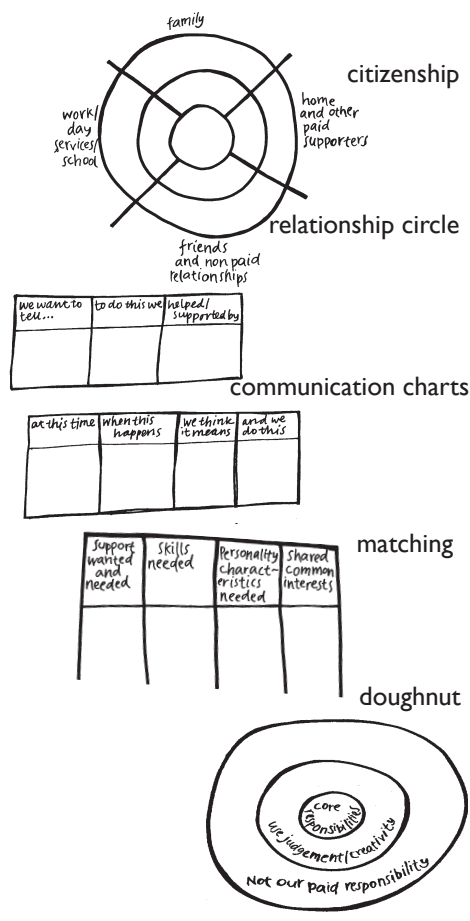 family
citizenship
work/
day
services/
school
home
and other
paid
supporters
relationship circle
friends
and non paid
relationships
we want to
tell...
to do this we
helped/
supported by
communication charts
at this time
when this
happens
we think
it means
and we
do this
matching
Support
wanted
and
needed
Skills
needed
Personality
charact~
eristics
needed
Shared
common
interests
doughnut
core
responsibilities
use judgement/creativity
Not our paid responsibility